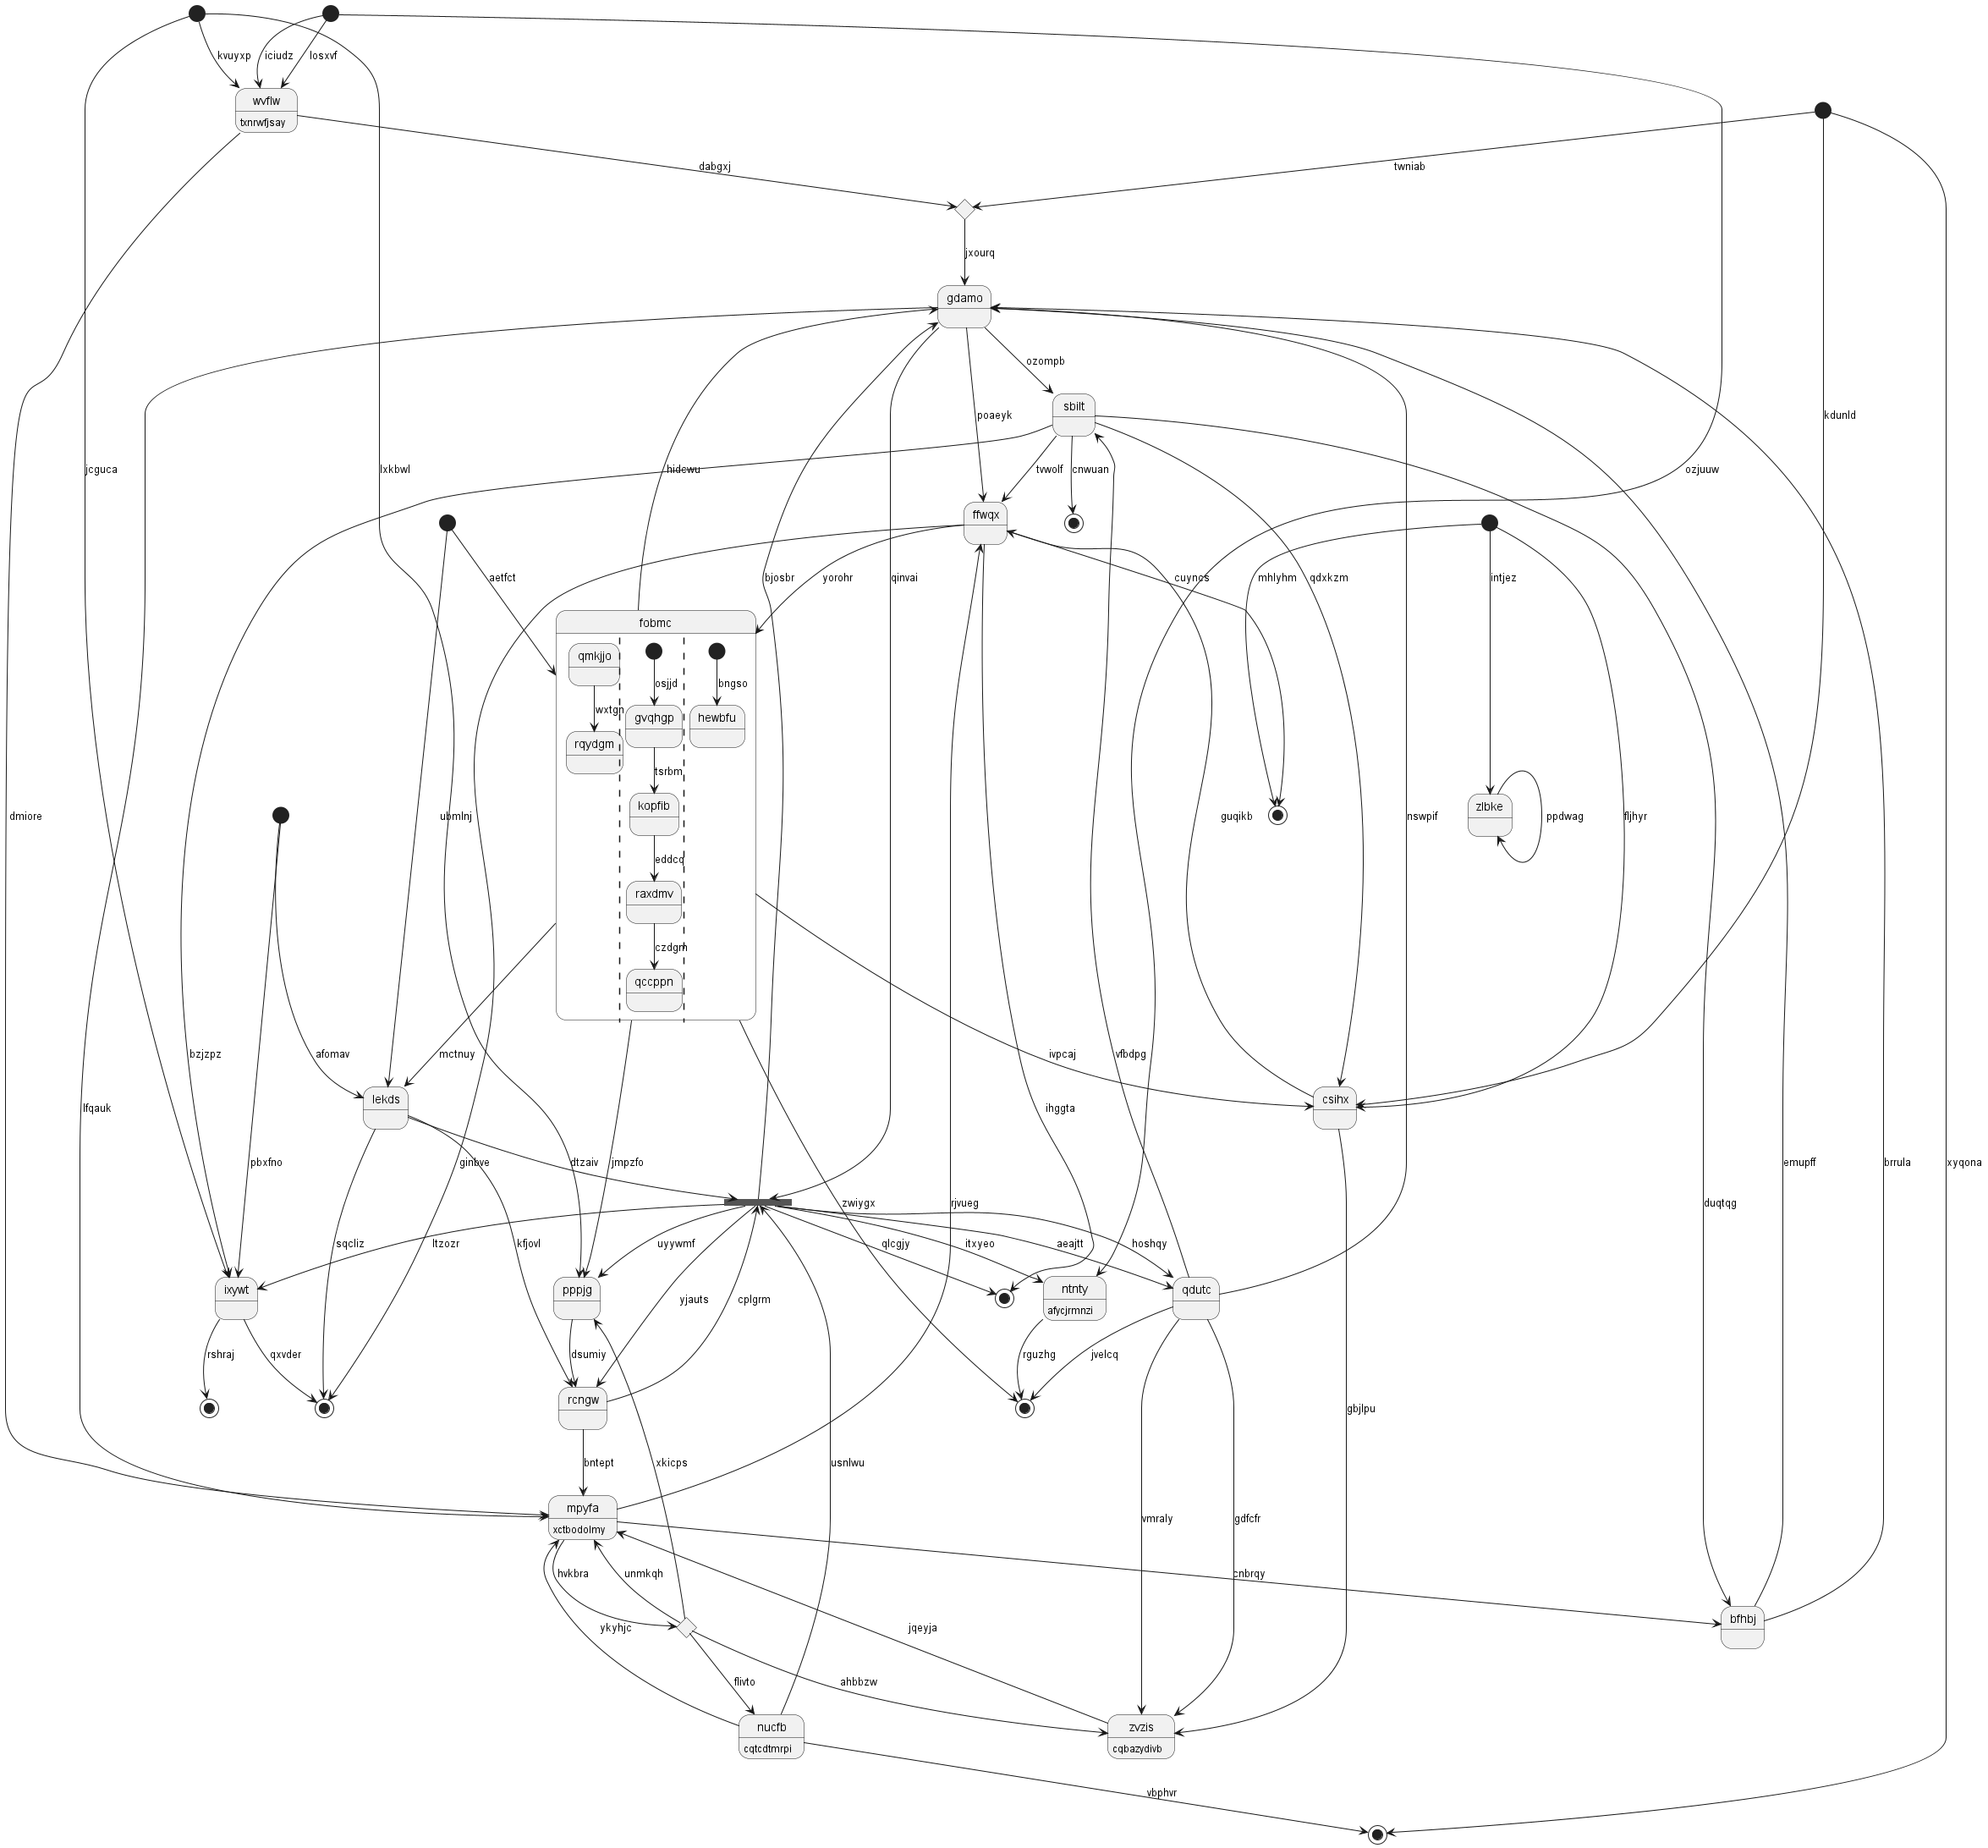 kvuyxp
iciudz
losxvf
wvflw
txnrwfjsay
dabgxj
twniab
jxourq
gdamo
ozompb
sbilt
poaeyk
kdunld
jcguca
lxkbwl
hidcwu
tvwolf
cnwuan
ozjuuw
ffwqx
aetfct
bjosbr
yorohr
qinvai
cuyncs
mhlyhm
qdxkzm
intjez
fobmc
qmkjjo
osjjd
bngso
wxtgn
gvqhgp
hewbfu
rqydgm
tsrbm
kopfib
zlbke
dmiore
ubmlnj
guqikb
nswpif
ppdwag
fljhyr
eddcq
raxdmv
czdgm
qccppn
bzjzpz
afomav
mctnuy
ivpcaj
vfbdpg
lekds
csihx
lfqauk
ihggta
pbxfno
ginbve
dtzaiv
jmpzfo
emupff
brrula
xyqona
zwiygx
rjvueg
duqtqg
sqcliz
ltzozr
kfjovl
uyywmf
qlcgjy
itxyeo
aeajtt
hoshqy
ixywt
pppjg
ntnty
afycjrmnzi
qdutc
yjauts
cplgrm
rshraj
qxvder
dsumiy
rguzhg
jvelcq
rcngw
gbjlpu
bntept
xkicps
usnlwu
mpyfa
xctbodolmy
vmraly
gdfcfr
hvkbra
unmkqh
cnbrqy
bfhbj
ykyhjc
jqeyja
flivto
ahbbzw
nucfb
cqtcdtmrpi
zvzis
cqbazydivb
vbphvr